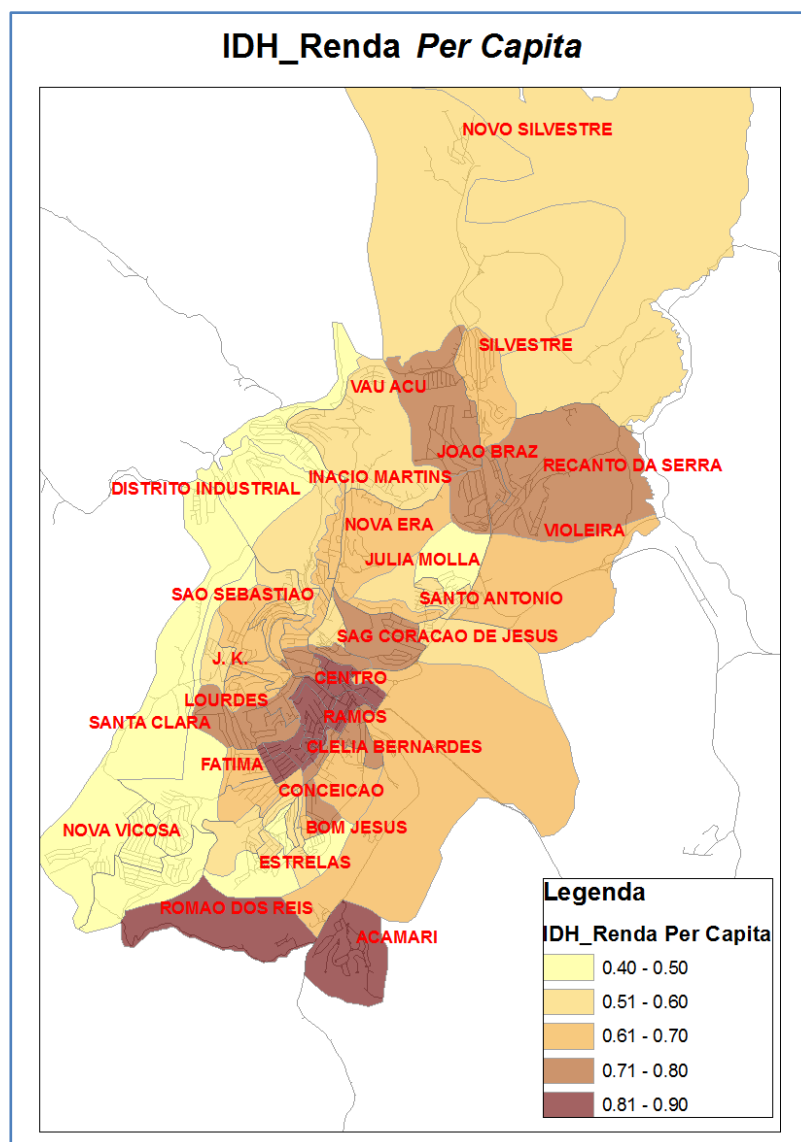 IDH_Renda Per Capita
NOVO SILVESTRE
SILVESTRE
VAU ACU
JOAO BRAZ
RECANTO DA SERRA
INACIO MARTINS
DISTRITO INDUSTRIAL
NOVA ERA
VIOLEIRA
JULIA MOLLA
SAO SEBASTIAO
SANTO ANTONIO
SAG CORACAO DE JESUS
J. K.
CENTRO
LOURDES
RAMOS
SANTA CLARA
CLELIA BERNARDES
FATIMA
CONCEICAO
BOM JESUS
NOVA VICOSA
ESTRELAS
ROMAO DOS REIS
ACAMARI
Legenda
IDH_Renda Per Capita
0.40 - 0.50
0.51 - 0.60
0.61 - 0.70
0.71 - 0.80
0.81 - 0.90